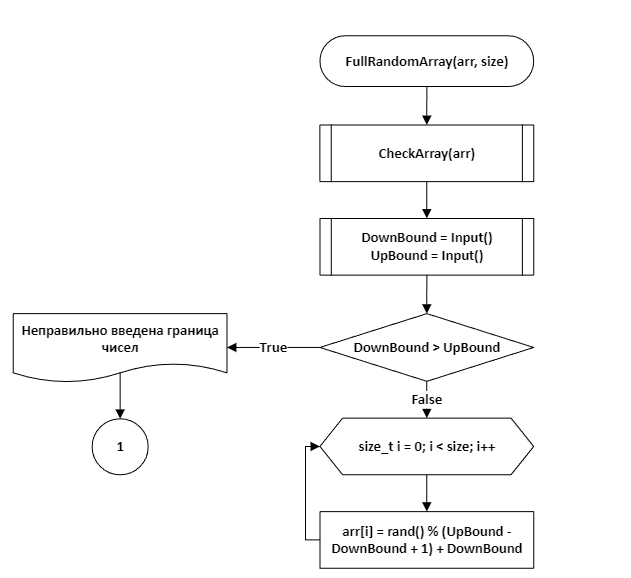 FullRandomArray(arr, size)
CheckArray(arr)
DownBound = Input()
UpBound = Input()
Неправильно введена граница
чисел
True
DownBound > UpBound
False
1
size_t i = 0; i < size; i++
arr[i] = rand() % (UpBound -
DownBound + 1) + DownBound